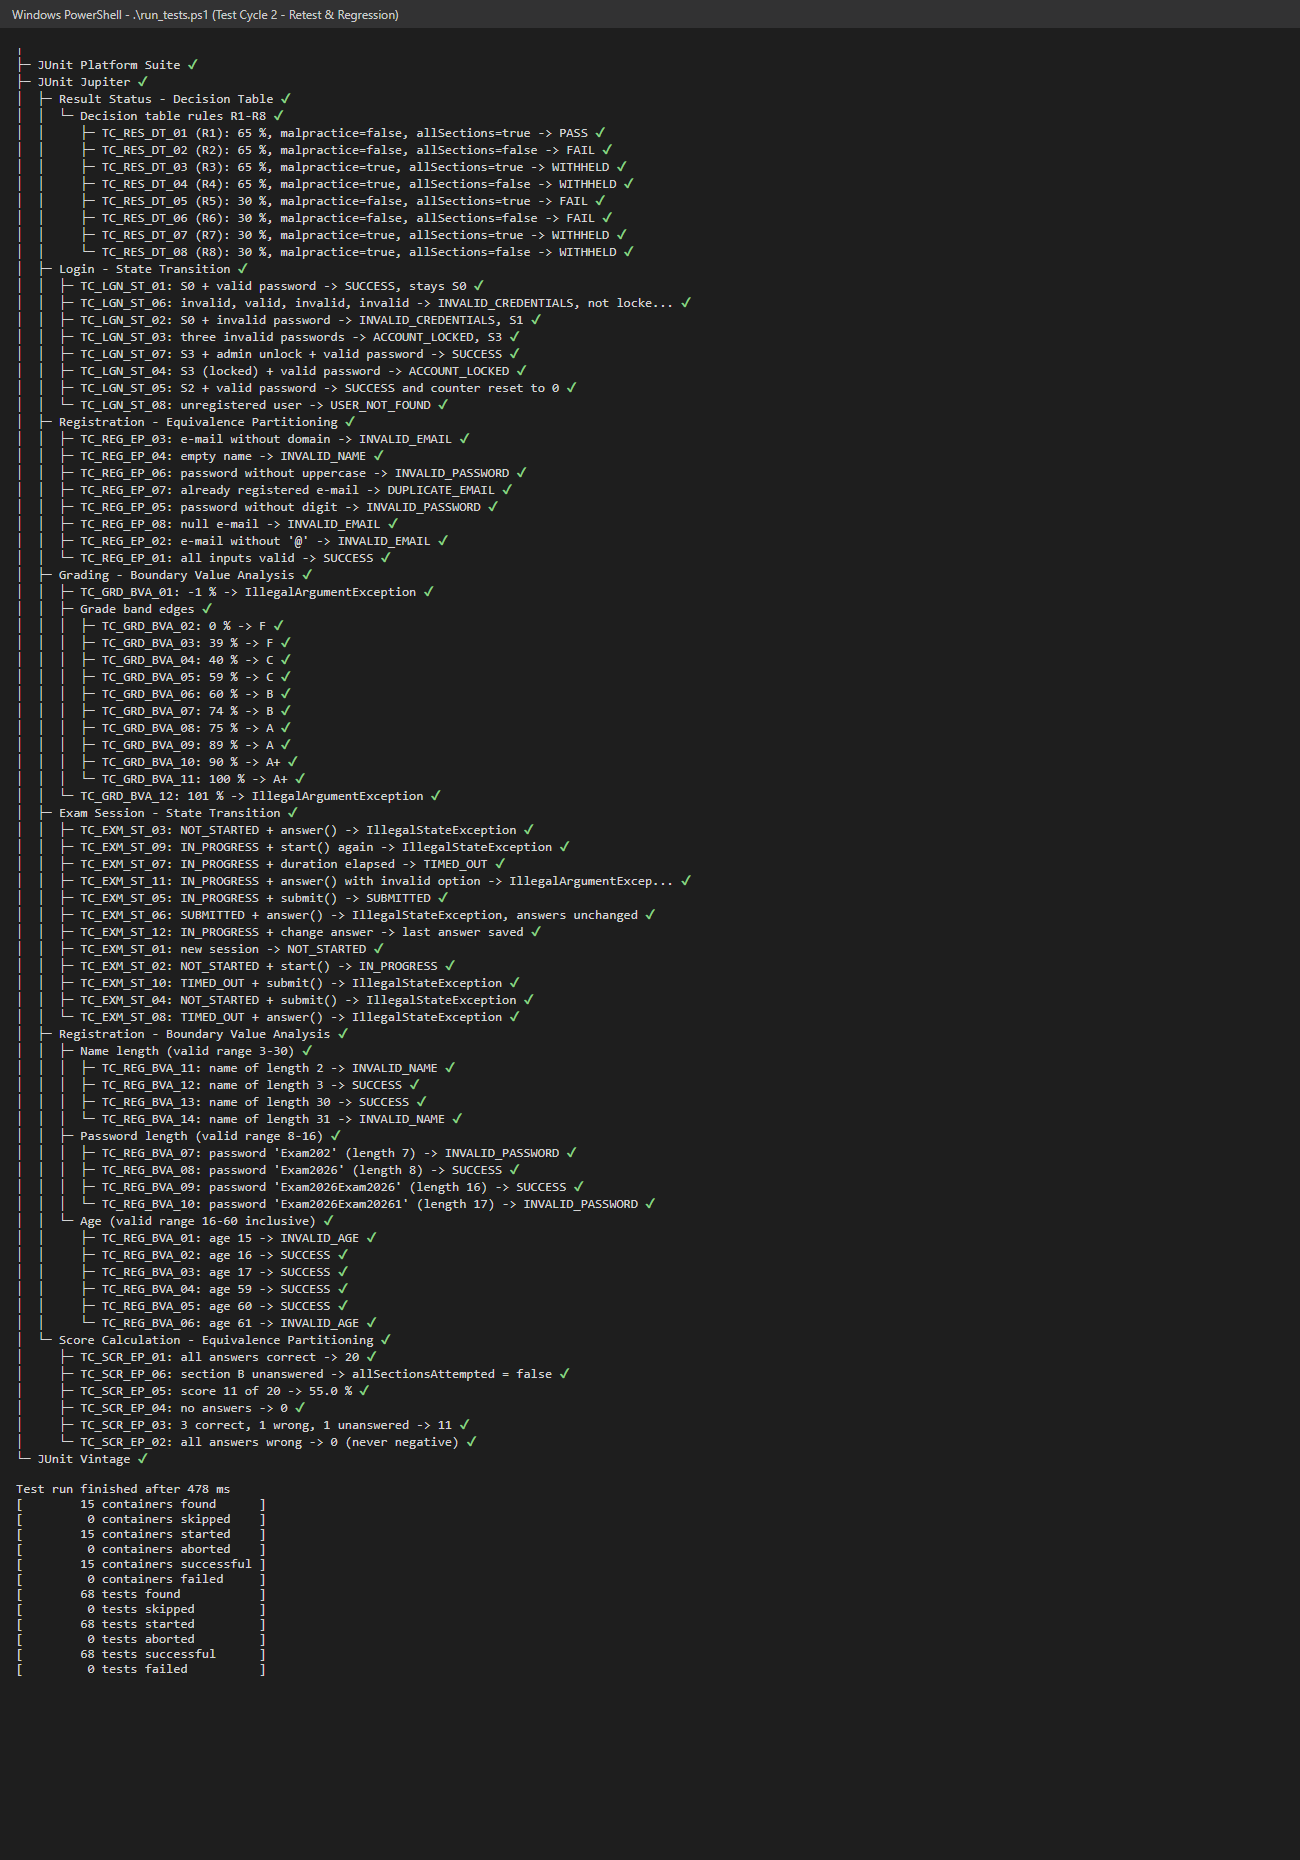 Windows PowerShell - .\run_tests.ps1 (Test Cycle 2 - Retest & Regression)
╷
├─ JUnit Platform Suite ✔
├─ JUnit Jupiter ✔
│  ├─ Result Status - Decision Table ✔
│  │  └─ Decision table rules R1-R8 ✔
│  │     ├─ TC_RES_DT_01 (R1): 65 %, malpractice=false, allSections=true -> PASS ✔
│  │     ├─ TC_RES_DT_02 (R2): 65 %, malpractice=false, allSections=false -> FAIL ✔
│  │     ├─ TC_RES_DT_03 (R3): 65 %, malpractice=true, allSections=true -> WITHHELD ✔
│  │     ├─ TC_RES_DT_04 (R4): 65 %, malpractice=true, allSections=false -> WITHHELD ✔
│  │     ├─ TC_RES_DT_05 (R5): 30 %, malpractice=false, allSections=true -> FAIL ✔
│  │     ├─ TC_RES_DT_06 (R6): 30 %, malpractice=false, allSections=false -> FAIL ✔
│  │     ├─ TC_RES_DT_07 (R7): 30 %, malpractice=true, allSections=true -> WITHHELD ✔
│  │     └─ TC_RES_DT_08 (R8): 30 %, malpractice=true, allSections=false -> WITHHELD ✔
│  ├─ Login - State Transition ✔
│  │  ├─ TC_LGN_ST_01: S0 + valid password -> SUCCESS, stays S0 ✔
│  │  ├─ TC_LGN_ST_06: invalid, valid, invalid, invalid -> INVALID_CREDENTIALS, not locke... ✔
│  │  ├─ TC_LGN_ST_02: S0 + invalid password -> INVALID_CREDENTIALS, S1 ✔
│  │  ├─ TC_LGN_ST_03: three invalid passwords -> ACCOUNT_LOCKED, S3 ✔
│  │  ├─ TC_LGN_ST_07: S3 + admin unlock + valid password -> SUCCESS ✔
│  │  ├─ TC_LGN_ST_04: S3 (locked) + valid password -> ACCOUNT_LOCKED ✔
│  │  ├─ TC_LGN_ST_05: S2 + valid password -> SUCCESS and counter reset to 0 ✔
│  │  └─ TC_LGN_ST_08: unregistered user -> USER_NOT_FOUND ✔
│  ├─ Registration - Equivalence Partitioning ✔
│  │  ├─ TC_REG_EP_03: e-mail without domain -> INVALID_EMAIL ✔
│  │  ├─ TC_REG_EP_04: empty name -> INVALID_NAME ✔
│  │  ├─ TC_REG_EP_06: password without uppercase -> INVALID_PASSWORD ✔
│  │  ├─ TC_REG_EP_07: already registered e-mail -> DUPLICATE_EMAIL ✔
│  │  ├─ TC_REG_EP_05: password without digit -> INVALID_PASSWORD ✔
│  │  ├─ TC_REG_EP_08: null e-mail -> INVALID_EMAIL ✔
│  │  ├─ TC_REG_EP_02: e-mail without '@' -> INVALID_EMAIL ✔
│  │  └─ TC_REG_EP_01: all inputs valid -> SUCCESS ✔
│  ├─ Grading - Boundary Value Analysis ✔
│  │  ├─ TC_GRD_BVA_01: -1 % -> IllegalArgumentException ✔
│  │  ├─ Grade band edges ✔
│  │  │  ├─ TC_GRD_BVA_02: 0 % -> F ✔
│  │  │  ├─ TC_GRD_BVA_03: 39 % -> F ✔
│  │  │  ├─ TC_GRD_BVA_04: 40 % -> C ✔
│  │  │  ├─ TC_GRD_BVA_05: 59 % -> C ✔
│  │  │  ├─ TC_GRD_BVA_06: 60 % -> B ✔
│  │  │  ├─ TC_GRD_BVA_07: 74 % -> B ✔
│  │  │  ├─ TC_GRD_BVA_08: 75 % -> A ✔
│  │  │  ├─ TC_GRD_BVA_09: 89 % -> A ✔
│  │  │  ├─ TC_GRD_BVA_10: 90 % -> A+ ✔
│  │  │  └─ TC_GRD_BVA_11: 100 % -> A+ ✔
│  │  └─ TC_GRD_BVA_12: 101 % -> IllegalArgumentException ✔
│  ├─ Exam Session - State Transition ✔
│  │  ├─ TC_EXM_ST_03: NOT_STARTED + answer() -> IllegalStateException ✔
│  │  ├─ TC_EXM_ST_09: IN_PROGRESS + start() again -> IllegalStateException ✔
│  │  ├─ TC_EXM_ST_07: IN_PROGRESS + duration elapsed -> TIMED_OUT ✔
│  │  ├─ TC_EXM_ST_11: IN_PROGRESS + answer() with invalid option -> IllegalArgumentExcep... ✔
│  │  ├─ TC_EXM_ST_05: IN_PROGRESS + submit() -> SUBMITTED ✔
│  │  ├─ TC_EXM_ST_06: SUBMITTED + answer() -> IllegalStateException, answers unchanged ✔
│  │  ├─ TC_EXM_ST_12: IN_PROGRESS + change answer -> last answer saved ✔
│  │  ├─ TC_EXM_ST_01: new session -> NOT_STARTED ✔
│  │  ├─ TC_EXM_ST_02: NOT_STARTED + start() -> IN_PROGRESS ✔
│  │  ├─ TC_EXM_ST_10: TIMED_OUT + submit() -> IllegalStateException ✔
│  │  ├─ TC_EXM_ST_04: NOT_STARTED + submit() -> IllegalStateException ✔
│  │  └─ TC_EXM_ST_08: TIMED_OUT + answer() -> IllegalStateException ✔
│  ├─ Registration - Boundary Value Analysis ✔
│  │  ├─ Name length (valid range 3-30) ✔
│  │  │  ├─ TC_REG_BVA_11: name of length 2 -> INVALID_NAME ✔
│  │  │  ├─ TC_REG_BVA_12: name of length 3 -> SUCCESS ✔
│  │  │  ├─ TC_REG_BVA_13: name of length 30 -> SUCCESS ✔
│  │  │  └─ TC_REG_BVA_14: name of length 31 -> INVALID_NAME ✔
│  │  ├─ Password length (valid range 8-16) ✔
│  │  │  ├─ TC_REG_BVA_07: password 'Exam202' (length 7) -> INVALID_PASSWORD ✔
│  │  │  ├─ TC_REG_BVA_08: password 'Exam2026' (length 8) -> SUCCESS ✔
│  │  │  ├─ TC_REG_BVA_09: password 'Exam2026Exam2026' (length 16) -> SUCCESS ✔
│  │  │  └─ TC_REG_BVA_10: password 'Exam2026Exam20261' (length 17) -> INVALID_PASSWORD ✔
│  │  └─ Age (valid range 16-60 inclusive) ✔
│  │     ├─ TC_REG_BVA_01: age 15 -> INVALID_AGE ✔
│  │     ├─ TC_REG_BVA_02: age 16 -> SUCCESS ✔
│  │     ├─ TC_REG_BVA_03: age 17 -> SUCCESS ✔
│  │     ├─ TC_REG_BVA_04: age 59 -> SUCCESS ✔
│  │     ├─ TC_REG_BVA_05: age 60 -> SUCCESS ✔
│  │     └─ TC_REG_BVA_06: age 61 -> INVALID_AGE ✔
│  └─ Score Calculation - Equivalence Partitioning ✔
│     ├─ TC_SCR_EP_01: all answers correct -> 20 ✔
│     ├─ TC_SCR_EP_06: section B unanswered -> allSectionsAttempted = false ✔
│     ├─ TC_SCR_EP_05: score 11 of 20 -> 55.0 % ✔
│     ├─ TC_SCR_EP_04: no answers -> 0 ✔
│     ├─ TC_SCR_EP_03: 3 correct, 1 wrong, 1 unanswered -> 11 ✔
│     └─ TC_SCR_EP_02: all answers wrong -> 0 (never negative) ✔
└─ JUnit Vintage ✔

Test run finished after 478 ms
[        15 containers found      ]
[         0 containers skipped    ]
[        15 containers started    ]
[         0 containers aborted    ]
[        15 containers successful ]
[         0 containers failed     ]
[        68 tests found           ]
[         0 tests skipped         ]
[        68 tests started         ]
[         0 tests aborted         ]
[        68 tests successful      ]
[         0 tests failed          ]